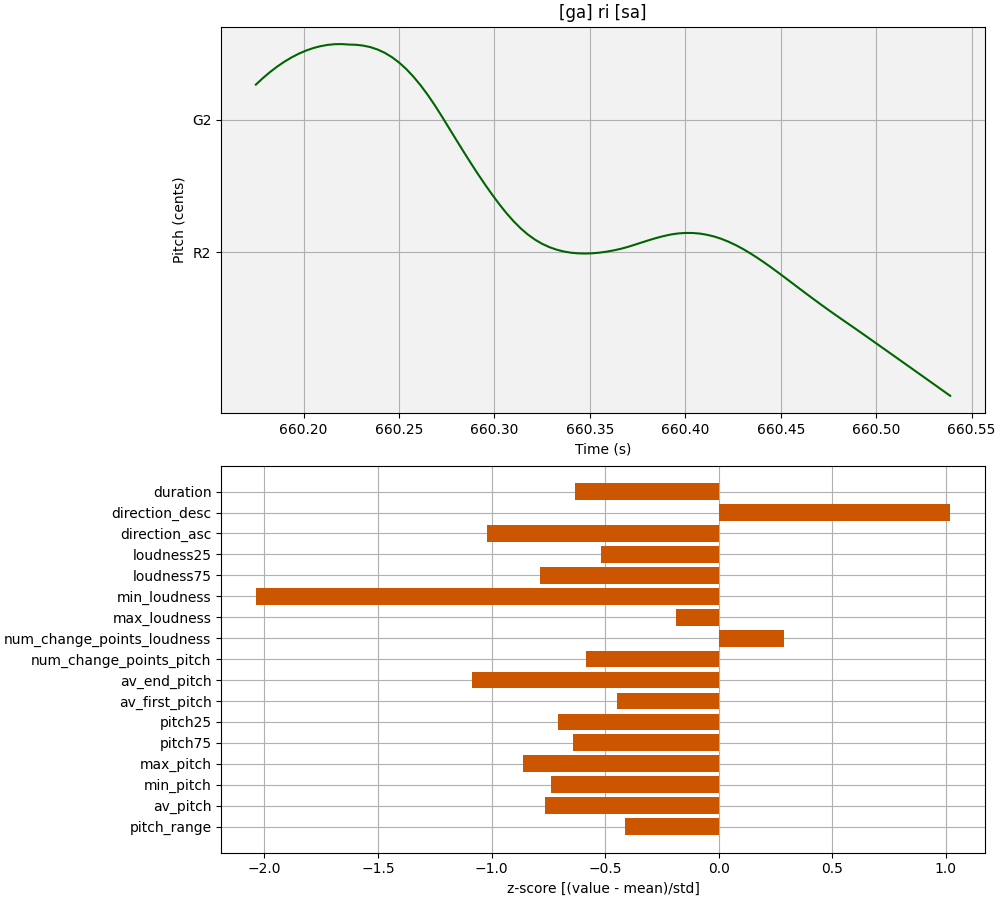 [ga] ri [sa]
G2
R2
Pitch (cents)
660.20 660.25 660.30 660.35 660.40 660.45 660.50 660.55
Time (s)
duration
direction_desc
direction_asc
loudness25
loudness75
min_loudness
max_loudness
num_change_points_loudness
num_change_points_pitch
av_end_pitch
av_first_pitch
pitch25
pitch75
max_pitch
min_pitch
av_pitch
pitch_range
−2.0 −1.5 −1.0 −0.5 0.0 0.5 1.0
z-score [(value - mean)/std]